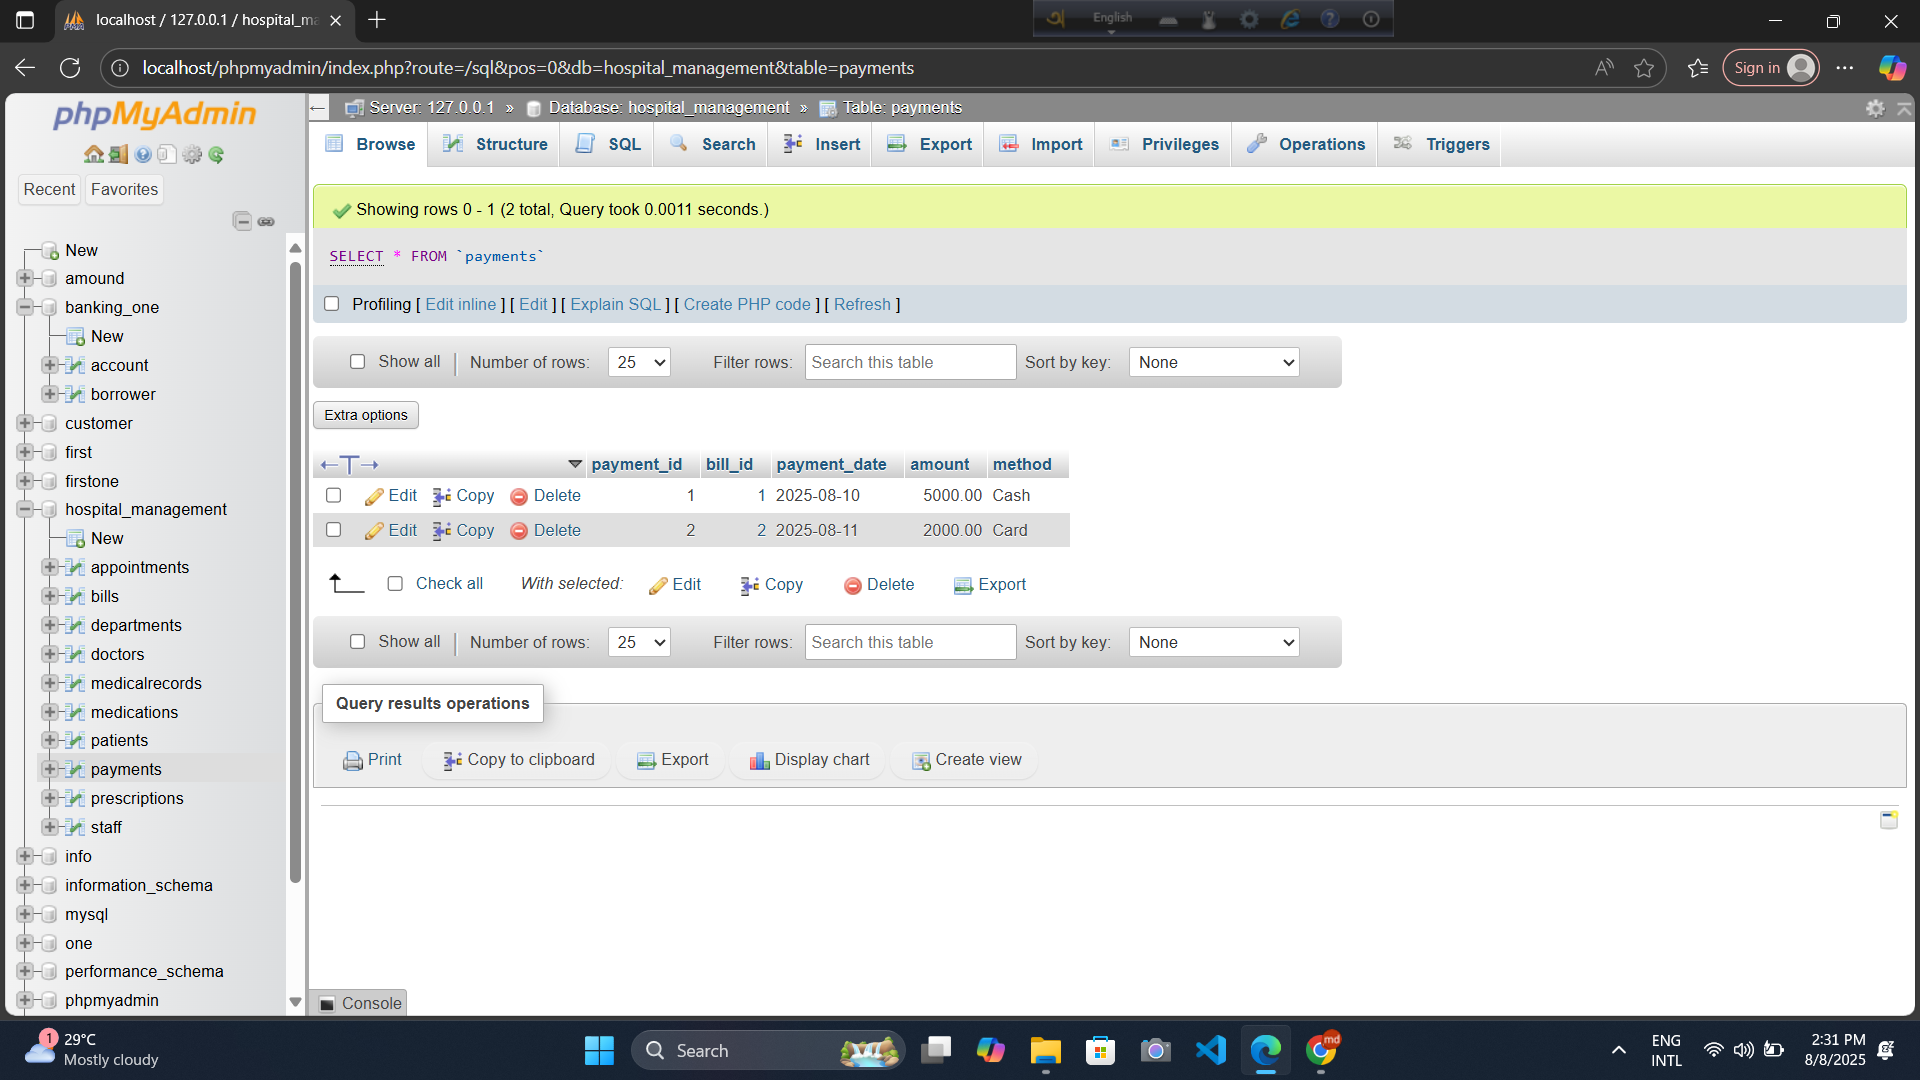 localhost / 127.0.0.1 / hospital_ma
English
localhost/phpmyadmin/index.php?route=/sql&pos=0&db=hospital_management&table=payments
Sign in
phpMyAdmin
Recent Favorites
New
amound
banking_one
New
account
borrower
customer
first
firstone
hospital_management
New
appointments
bills
departments
doctors
medicalrecords
medications
patients
payments
prescriptions
staff
info
information_schema
mysql
one
performance_schema
phpmyadmin
Server: 127.0.0.1 » Database: hospital_management » Table: payments
Browse Structure SQL Search Insert Export Import Privileges Operations Triggers
Showing rows 0 - 1 (2 total, Query took 0.0011 seconds.)
SELECT * FROM `payments`
Profiling [ Edit inline ] [ Edit ] [ Explain SQL ] [ Create PHP code ] [ Refresh ]
Show all Number of rows: 25 Filter rows: Search this table Sort by key: None
Extra options
payment_id bill_id payment_date amount method
Edit Copy Delete 1 1 2025-08-10 5000.00 Cash
Edit Copy Delete 2 2 2025-08-11 2000.00 Card
Check all With selected: Edit Copy Delete Export
Show all Number of rows: 25 Filter rows: Search this table Sort by key: None
Query results operations
Print Copy to clipboard Export Display chart Create view
Console
1 29°C
Mostly cloudy
Search
md
ENG
INTL
2:31 PM
8/8/2025